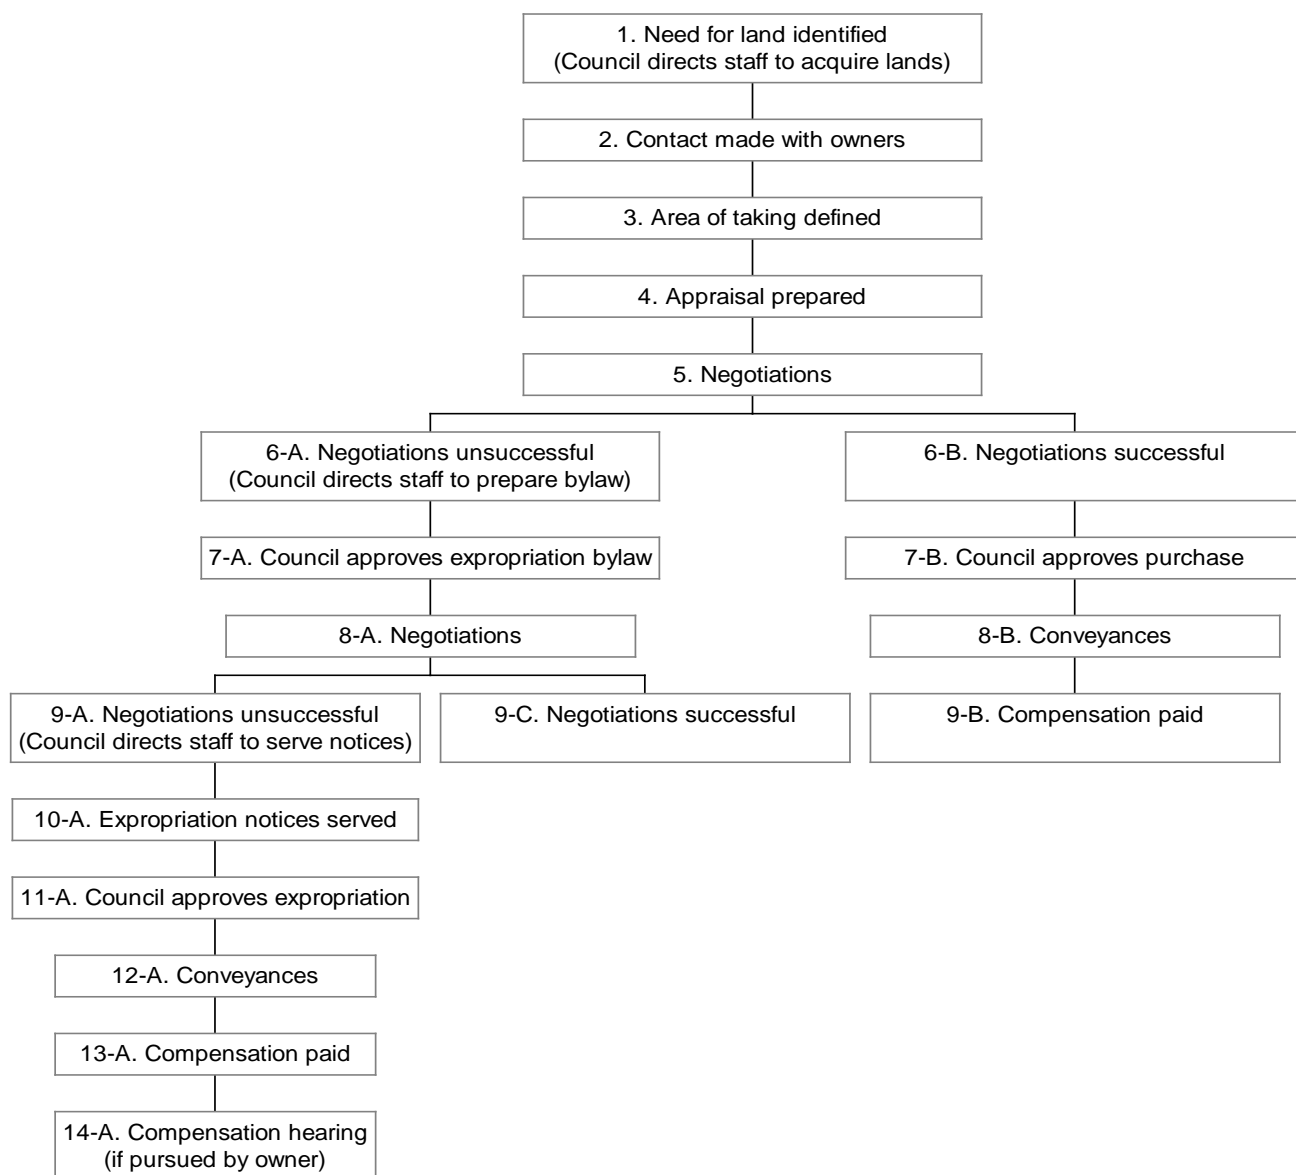 1. Need for land identified
(Council directs staff to acquire lands)
2. Contact made with owners
3. Area of taking defined
4. Appraisal prepared
5. Negotiations
6-A. Negotiations unsuccessful
(Council directs staff to prepare bylaw)
6-B. Negotiations successful
7-A. Council approves expropriation bylaw
7-B. Council approves purchase
8-A. Negotiations
8-B. Conveyances
9-A. Negotiations unsuccessful
(Council directs staff to serve notices)
9-C. Negotiations successful
9-B. Compensation paid
10-A. Expropriation notices served
11-A. Council approves expropriation
12-A. Conveyances
13-A. Compensation paid
14-A. Compensation hearing
(if pursued by owner)